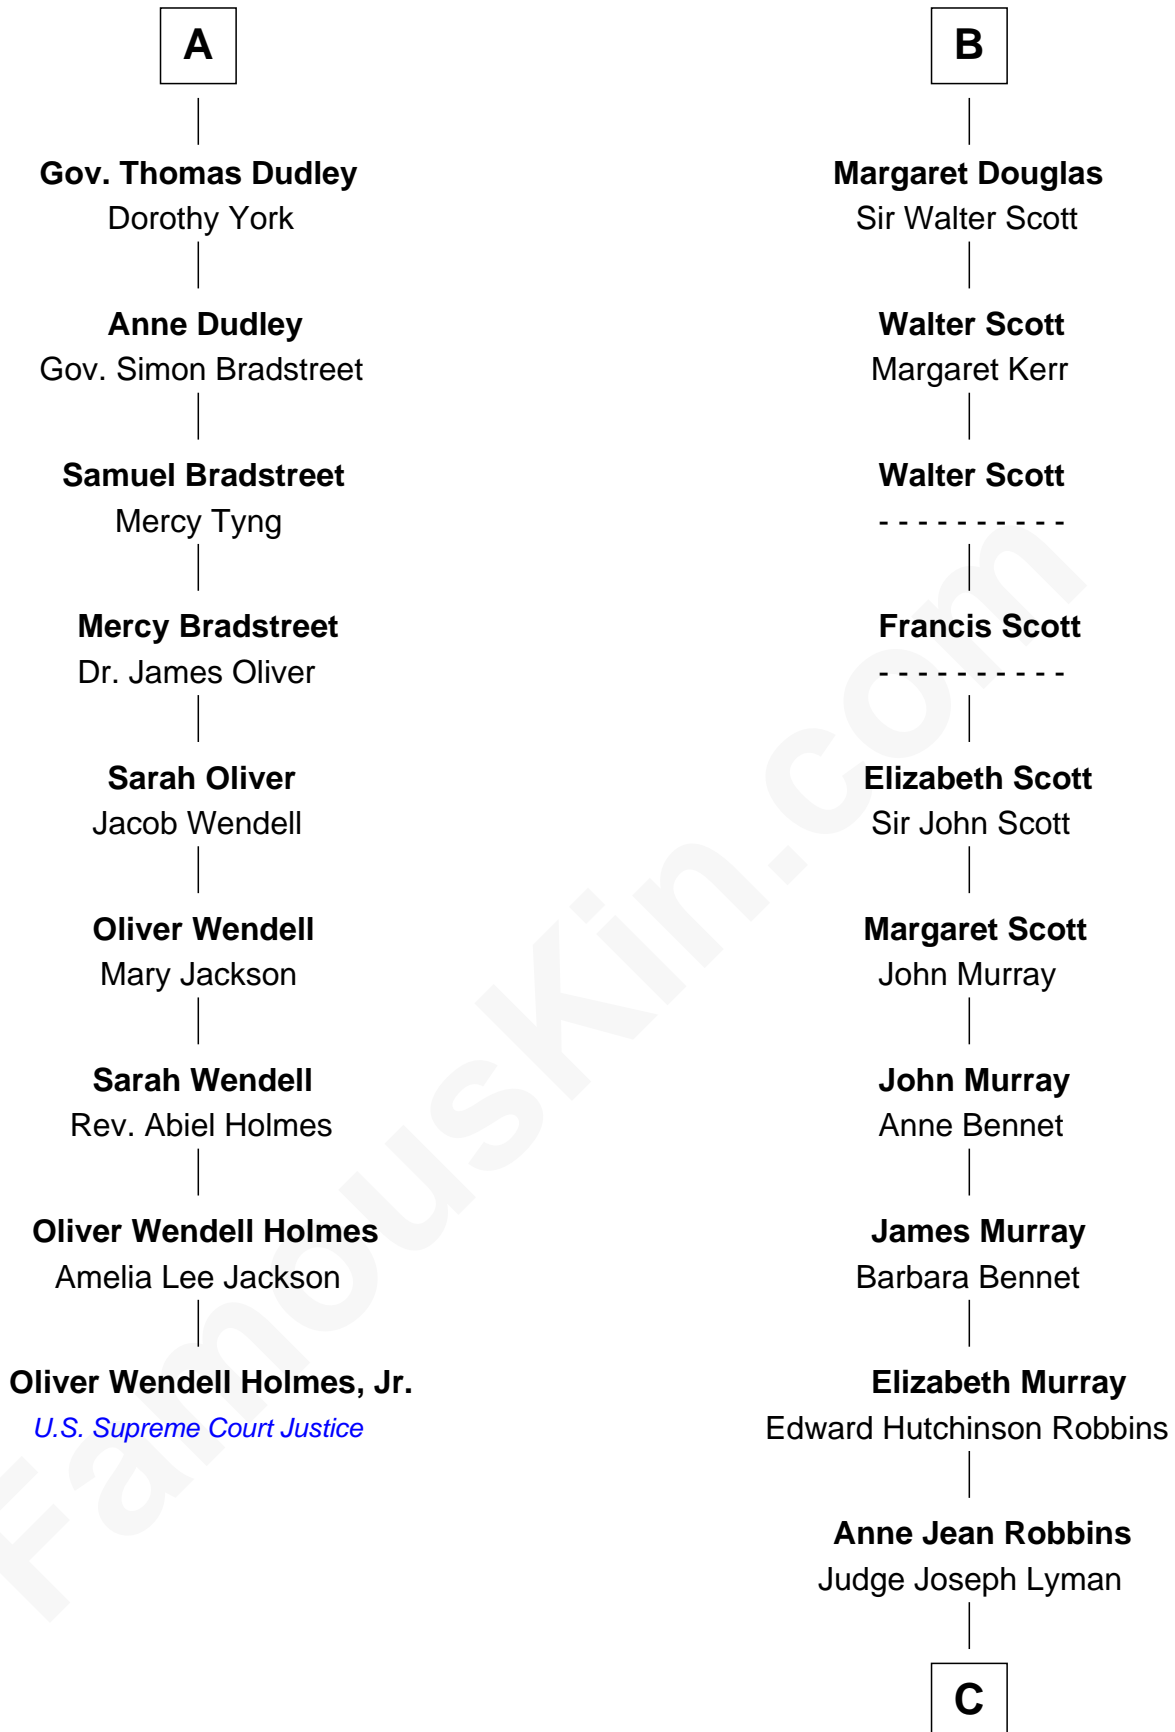 A
Gov. Thomas Dudley
Dorothy York
Anne Dudley
Gov. Simon Bradstreet
Samuel Bradstreet
Mercy Tyng
Mercy Bradstreet
Dr. James Oliver
Sarah Oliver
Jacob Wendell
Oliver Wendell
Mary Jackson
Sarah Wendell
Rev. Abiel Holmes
Oliver Wendell Holmes
Amelia Lee Jackson
Oliver Wendell Holmes, Jr.
U.S. Supreme Court Justice
B
Margaret Douglas
Sir Walter Scott
Walter Scott
Margaret Kerr
Walter Scott
- - - - - - - - - -
Francis Scott
- - - - - - - - - -
Elizabeth Scott
Sir John Scott
Margaret Scott
John Murray
John Murray
Anne Bennet
James Murray
Barbara Bennet
Elizabeth Murray
Edward Hutchinson Robbins
Anne Jean Robbins
Judge Joseph Lyman
C
FamousKin.com